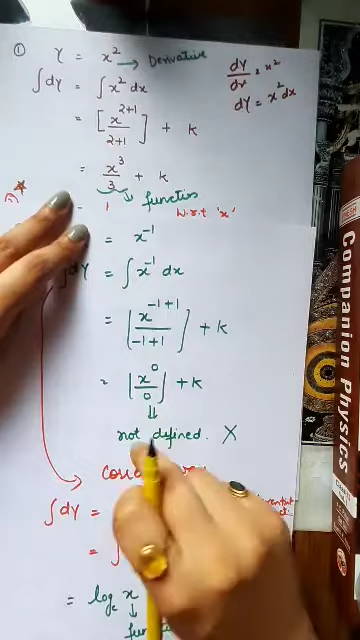 ① Y = x² → Derivative
dY/dx = x²
∫dY = ∫x² dx
dY = x² dx
= [x²⁺¹/2+1] + k
= x³/3 + k
→ function
w.r.t 'x'
= x⁻¹
∫dY = ∫x⁻¹ dx
= [x⁻¹⁺¹/-1+1] + k
= [x⁰/0] + k
not defined. X
∫dY =
= ∫
= logₑ x
Companion Physics